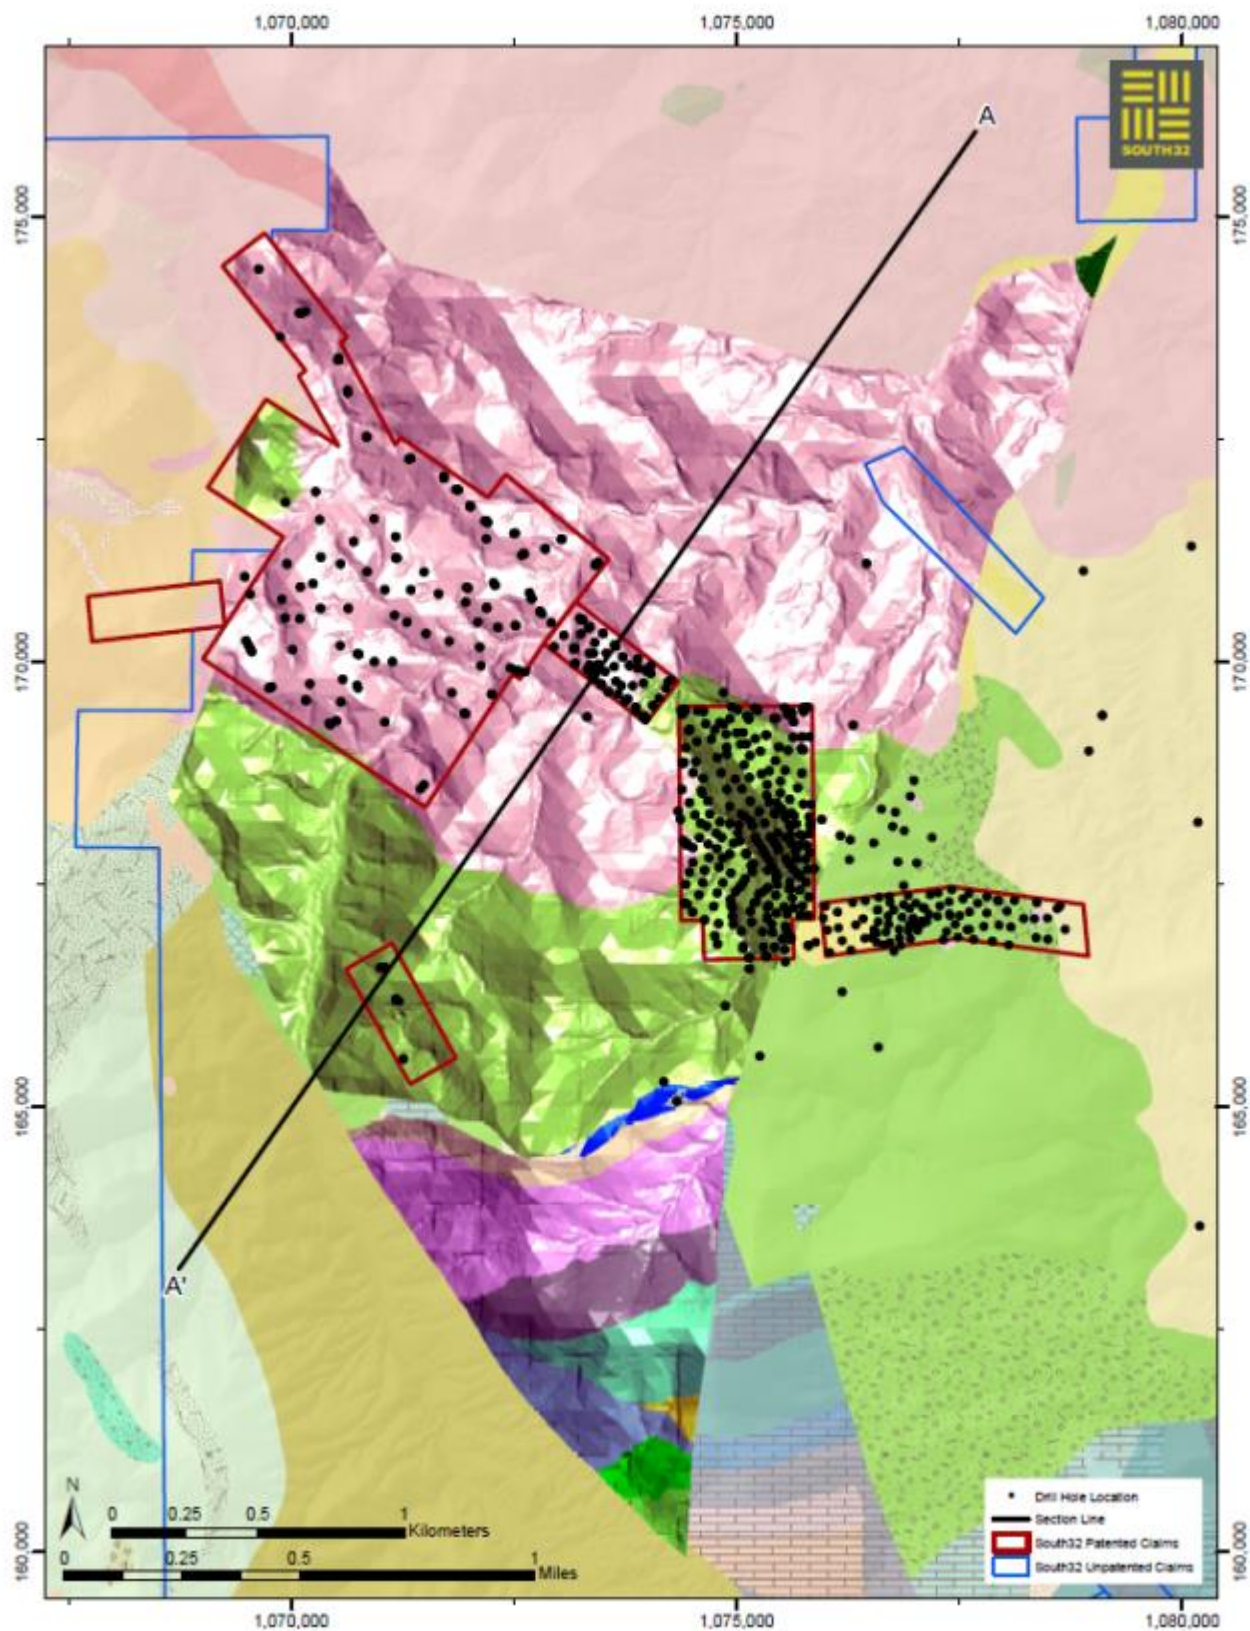 1,070,000
1,075,000
1,080,000
A
SOUTH32
175,000
175,000
170,000
170,000
165,000
165,000
A'
N
0 0.25 0.5 1
Kilometers
0 0.25 0.5 1
Miles
Drill Hole Location
Section Line
South32 Patented Claims
South32 Unpatented Claims
160,000
160,000
1,070,000
1,075,000
1,080,000